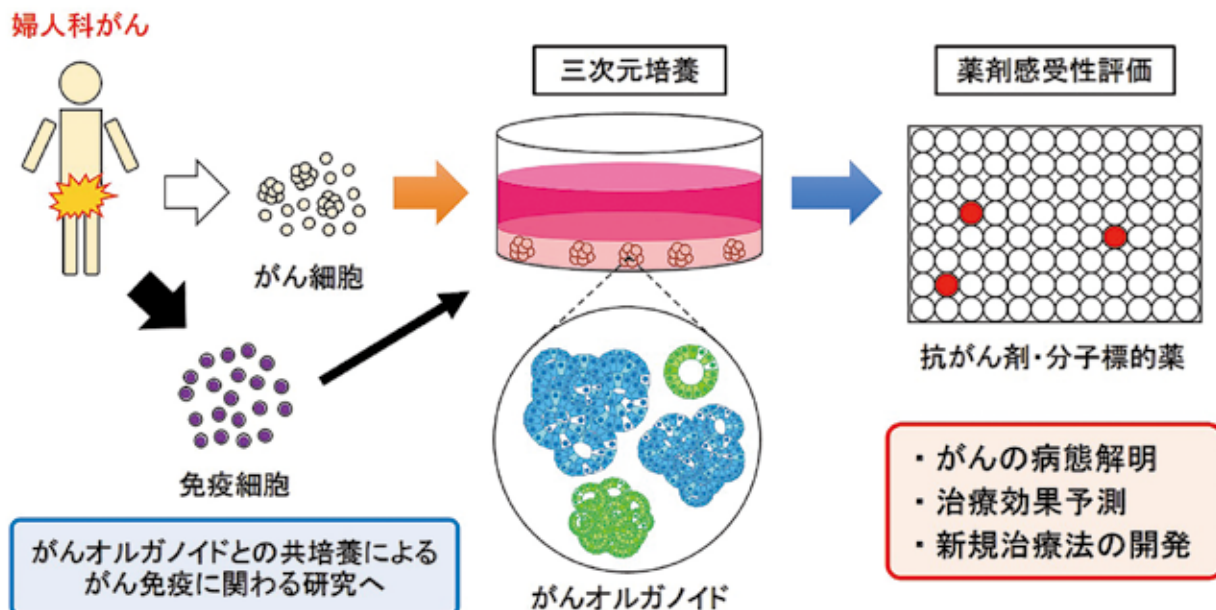 婦人科がん
がん細胞
免疫細胞
がんオルガノイドとの共培養による
がん免疫に関わる研究へ
三次元培養
がんオルガノイド
薬剤感受性評価
抗がん剤・分子標的薬
・がんの病態解明
・治療効果予測
・新規治療法の開発